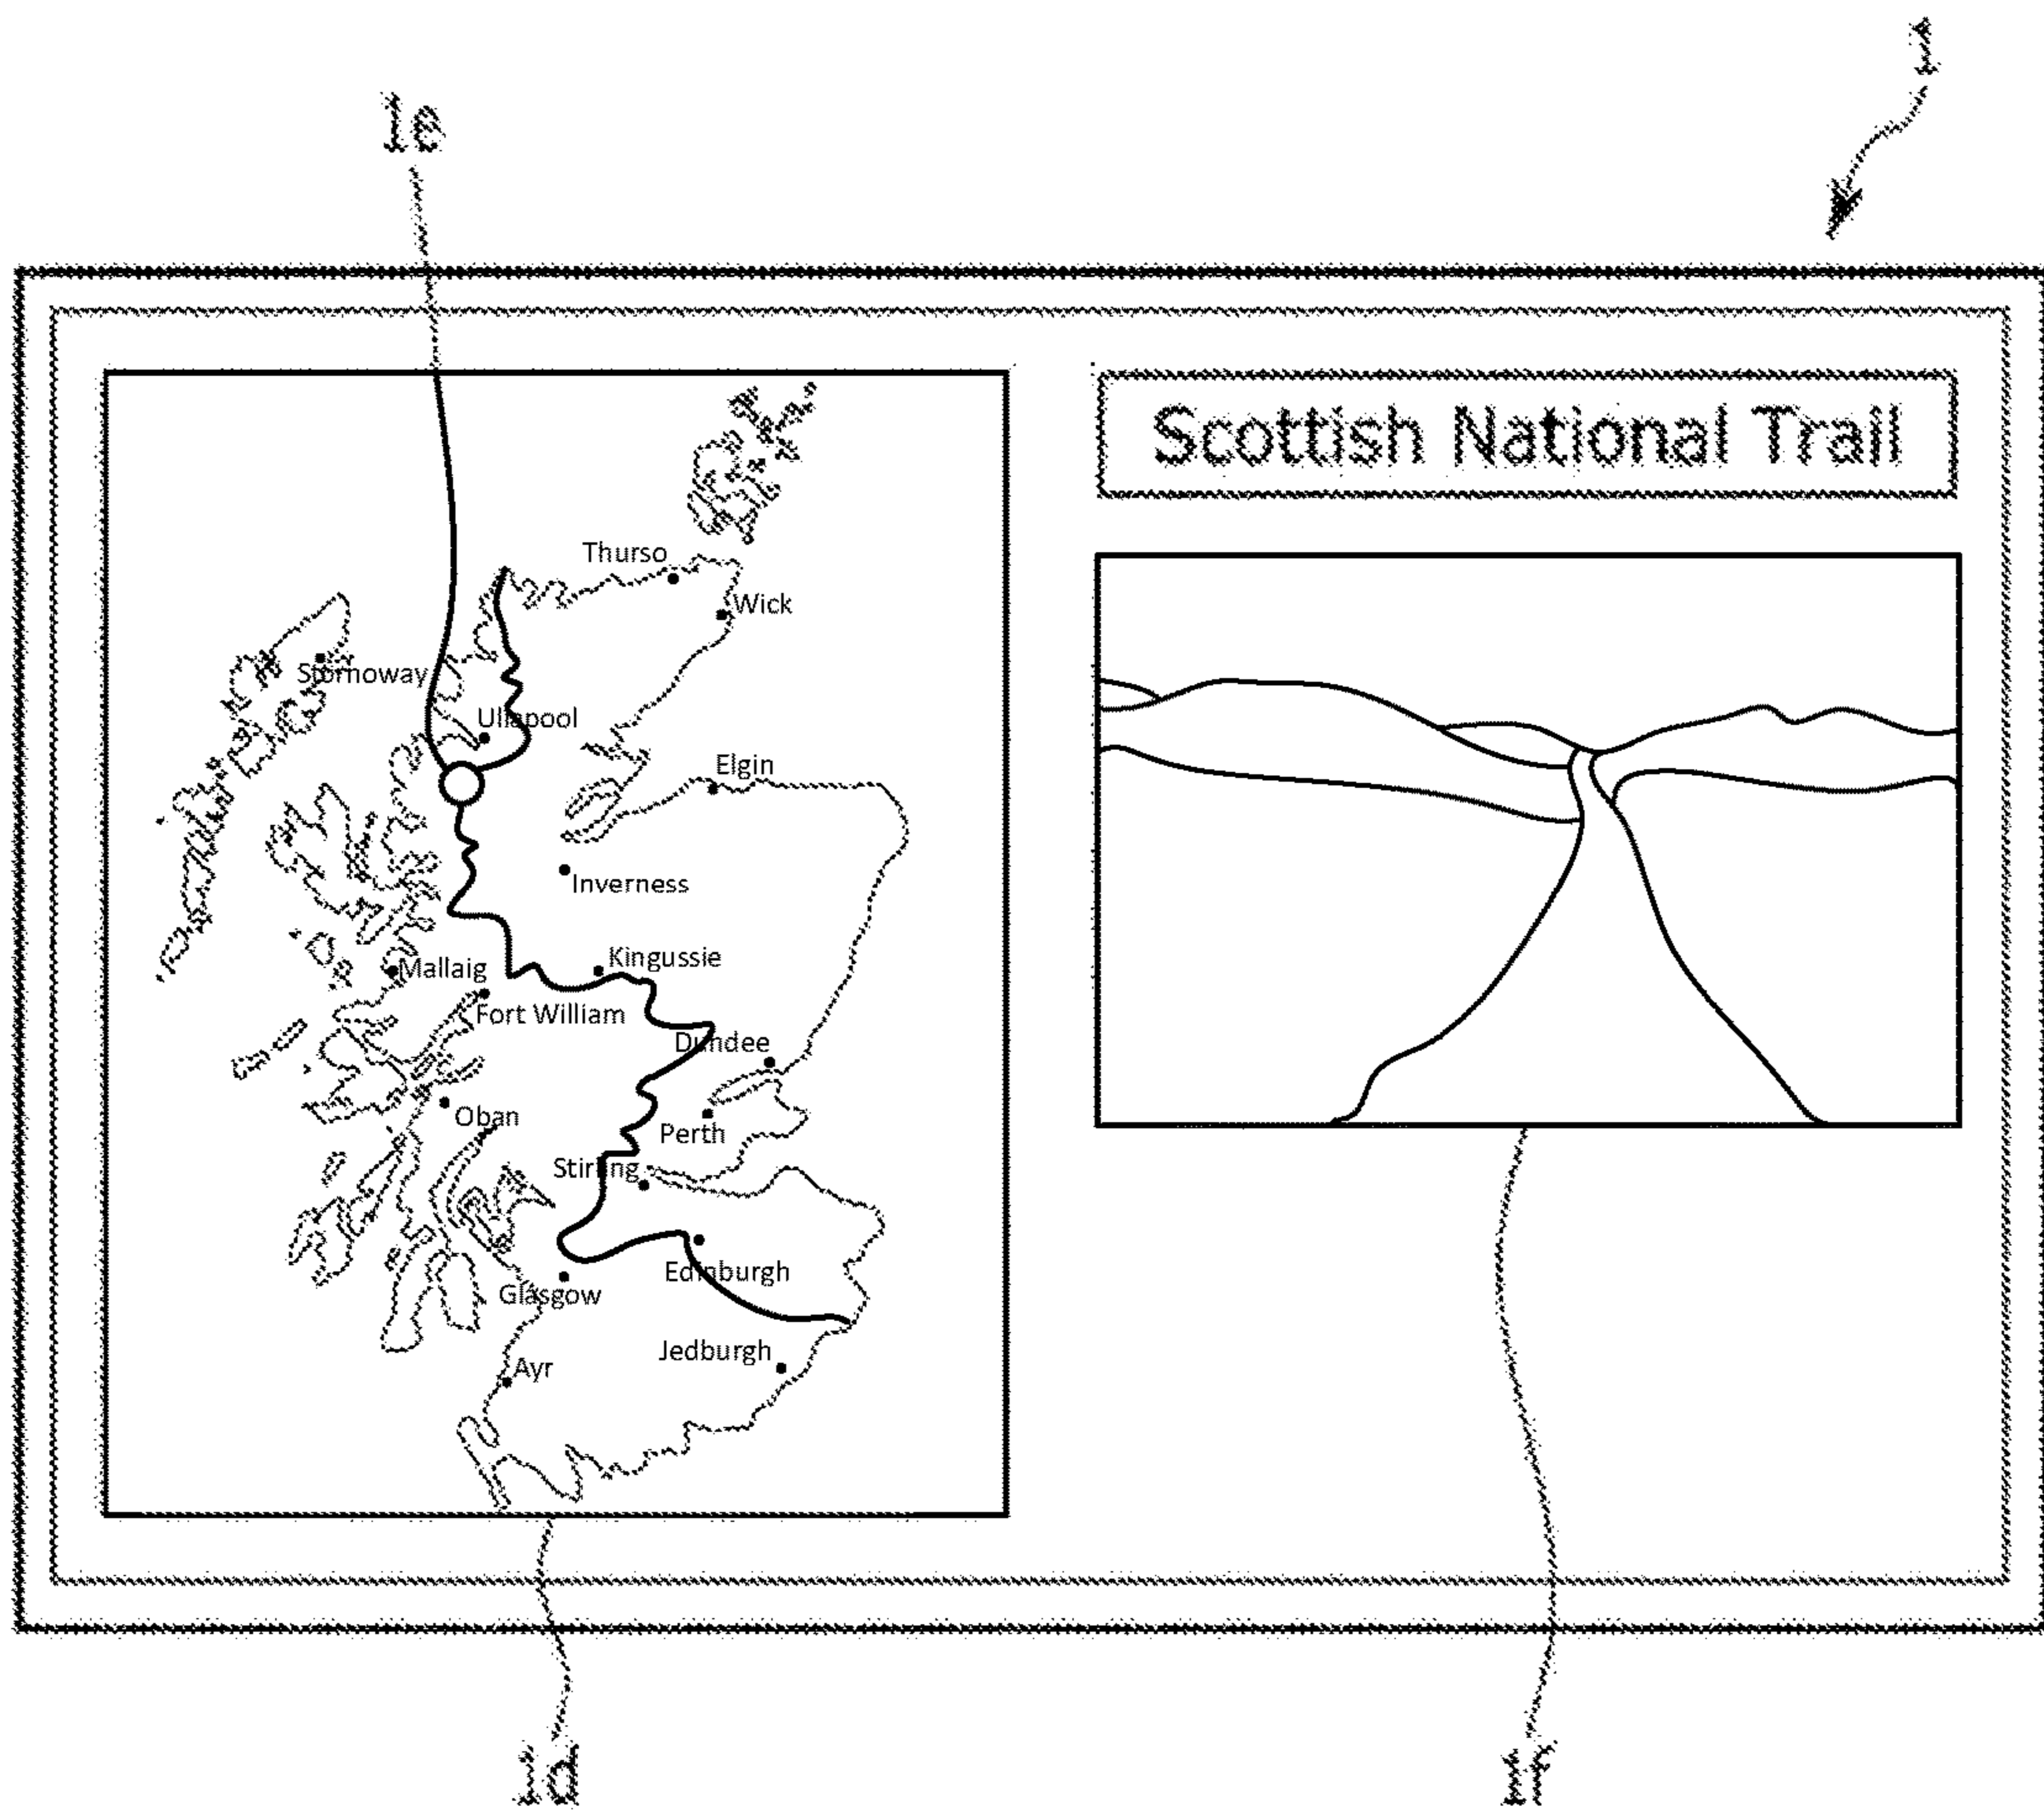 1
1e
Scottish National Trail
Thurso
Wick
Stornoway
Ullapool
Elgin
Inverness
Kingussie
Mallaig
Fort William
Dundee
Oban
Perth
Stirling
Edinburgh
Glasgow
Jedburgh
Ayr
1d
1f